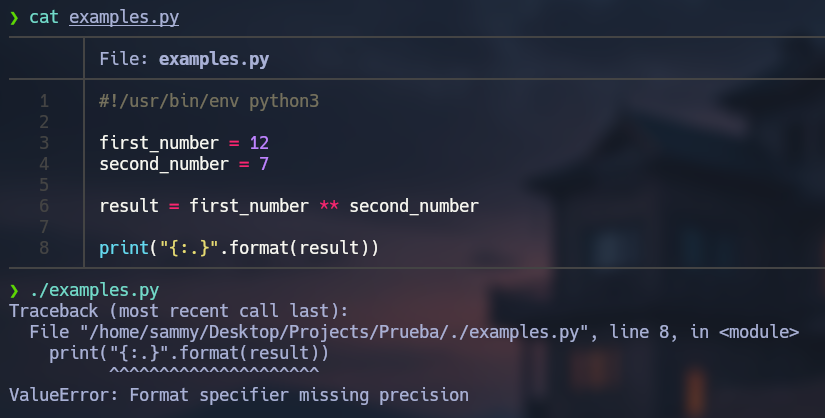 ❯ cat examples.py
File: examples.py
1 #!/usr/bin/env python3
2
3 first_number = 12
4 second_number = 7
5
6 result = first_number ** second_number
7
8 print("{:.}".format(result))
❯ ./examples.py
Traceback (most recent call last):
  File "/home/sammy/Desktop/Projects/Prueba/./examples.py", line 8, in <module>
    print("{:.}".format(result))
          ^^^^^^^^^^^^^^^^^^^^^
ValueError: Format specifier missing precision